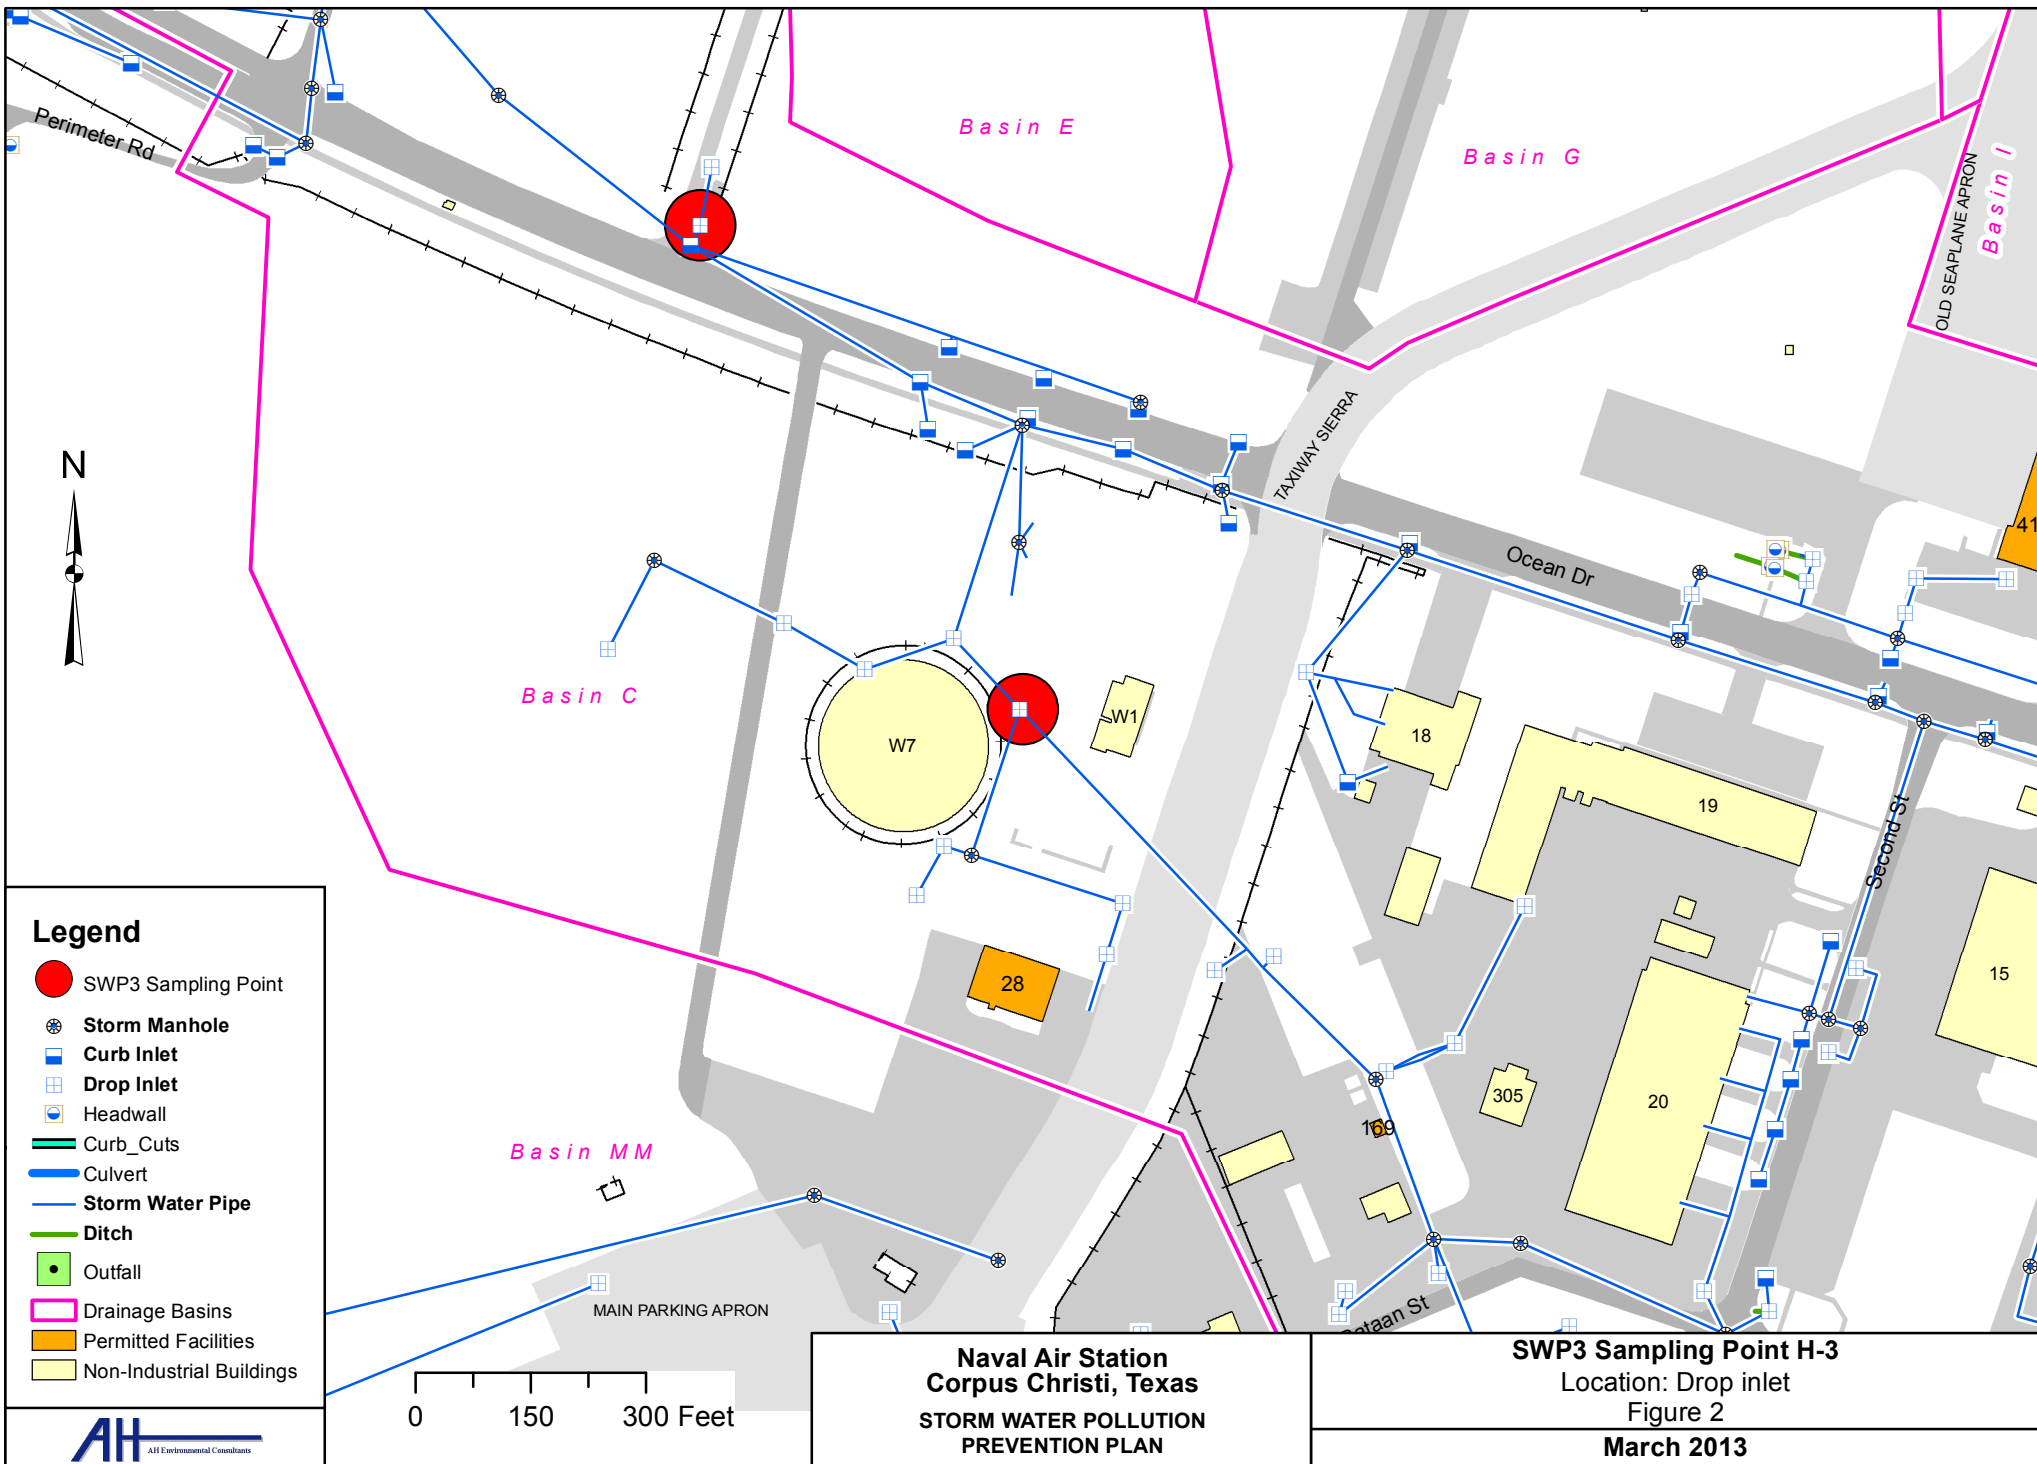 Perimeter Rd
Basin E
Basin G
Basin I
OLD SEAPLANE APRON
TAXIWAY SIERRA
N
Ocean Dr
41
Basin C
W7
W1
18
19
Second St
15
28
20
305
169
Basin MM
MAIN PARKING APRON
Bataan St
Legend
SWP3 Sampling Point
Storm Manhole
Curb Inlet
Drop Inlet
Headwall
Curb_Cuts
Culvert
Storm Water Pipe
Ditch
Outfall
Drainage Basins
Permitted Facilities
Non-Industrial Buildings
AH
AH Environmental Consultants
0 150 300 Feet
Naval Air Station
Corpus Christi, Texas
STORM WATER POLLUTION
PREVENTION PLAN
SWP3 Sampling Point H-3
Location: Drop inlet
Figure 2
March 2013